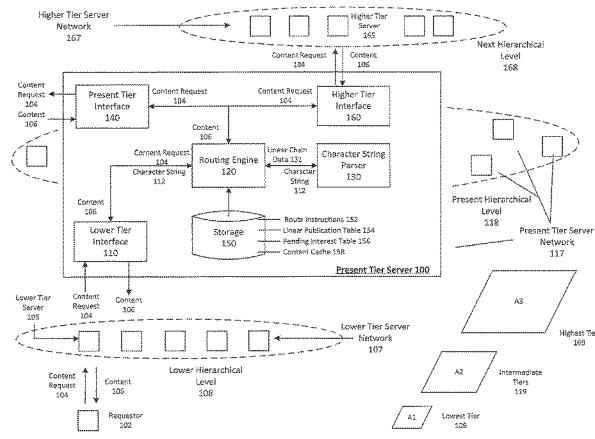 Higher Tier Server
Network
167
Higher Tier
Server
165
Next Hierarchical
Level
168
Content Request
104
Content
106
Content
Request
104
Content
106
Present Tier
Interface
140
Content Request
104
Content Request
104
Higher Tier
Interface
160
Content
106
Content Request
104
Character String
112
Routing Engine
120
Linear Chain
Data 132
Character
String
112
Character String
Parser
130
Content
106
Lower Tier
Interface
110
Storage
150
Route Instructions 152
Linear Publication Table 154
Pending Interest Table 156
Content Cache 158
Present Tier Server 100
Present Hierarchical
Level
118
Present Tier Server
Network
117
Lower Tier
Server
105
Content
Request
104
Content
106
Lower Tier Server
Network
107
Lower Hierarchical
Level
108
Content
Request
104
Content
106
Requestor
102
A3
Highest Tier
169
A2
Intermediate
Tiers
119
A1
Lowest Tier
109